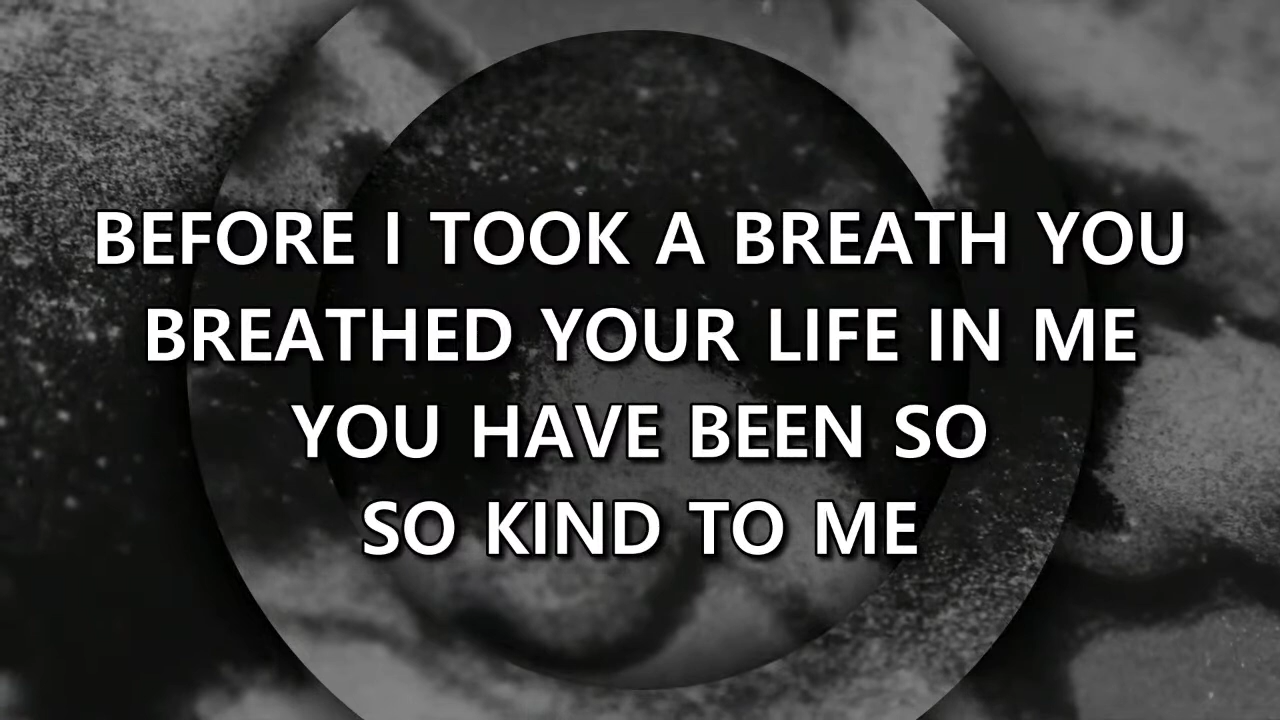 BEFORE I TOOK A BREATH YOU
BREATHED YOUR LIFE IN ME
YOU HAVE BEEN SO
SO KIND TO ME